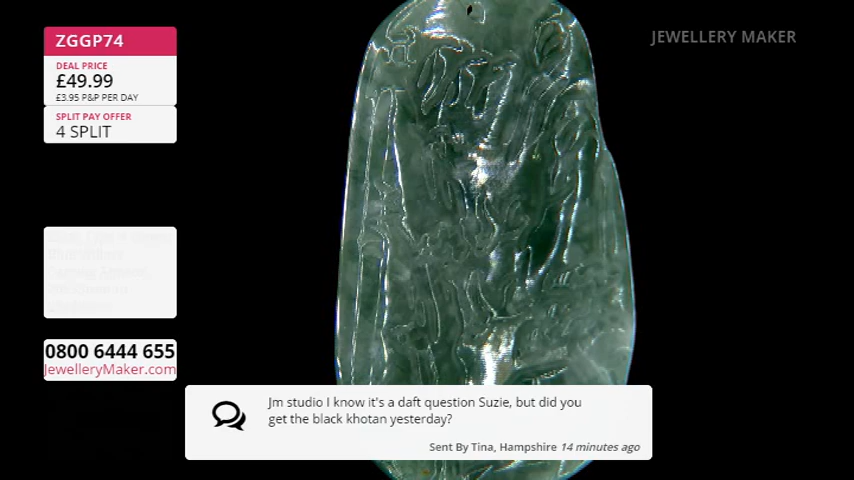 ZGGP74
DEAL PRICE
£49.99
£3.95 P&P PER DAY
SPLIT PAY OFFER
4 SPLIT
JEWELLERY MAKER
0800 6444 655
JewelleryMaker.com
Jm studio I know it's a daft question Suzie, but did you
get the black khotan yesterday?
Sent By Tina, Hampshire 14 minutes ago